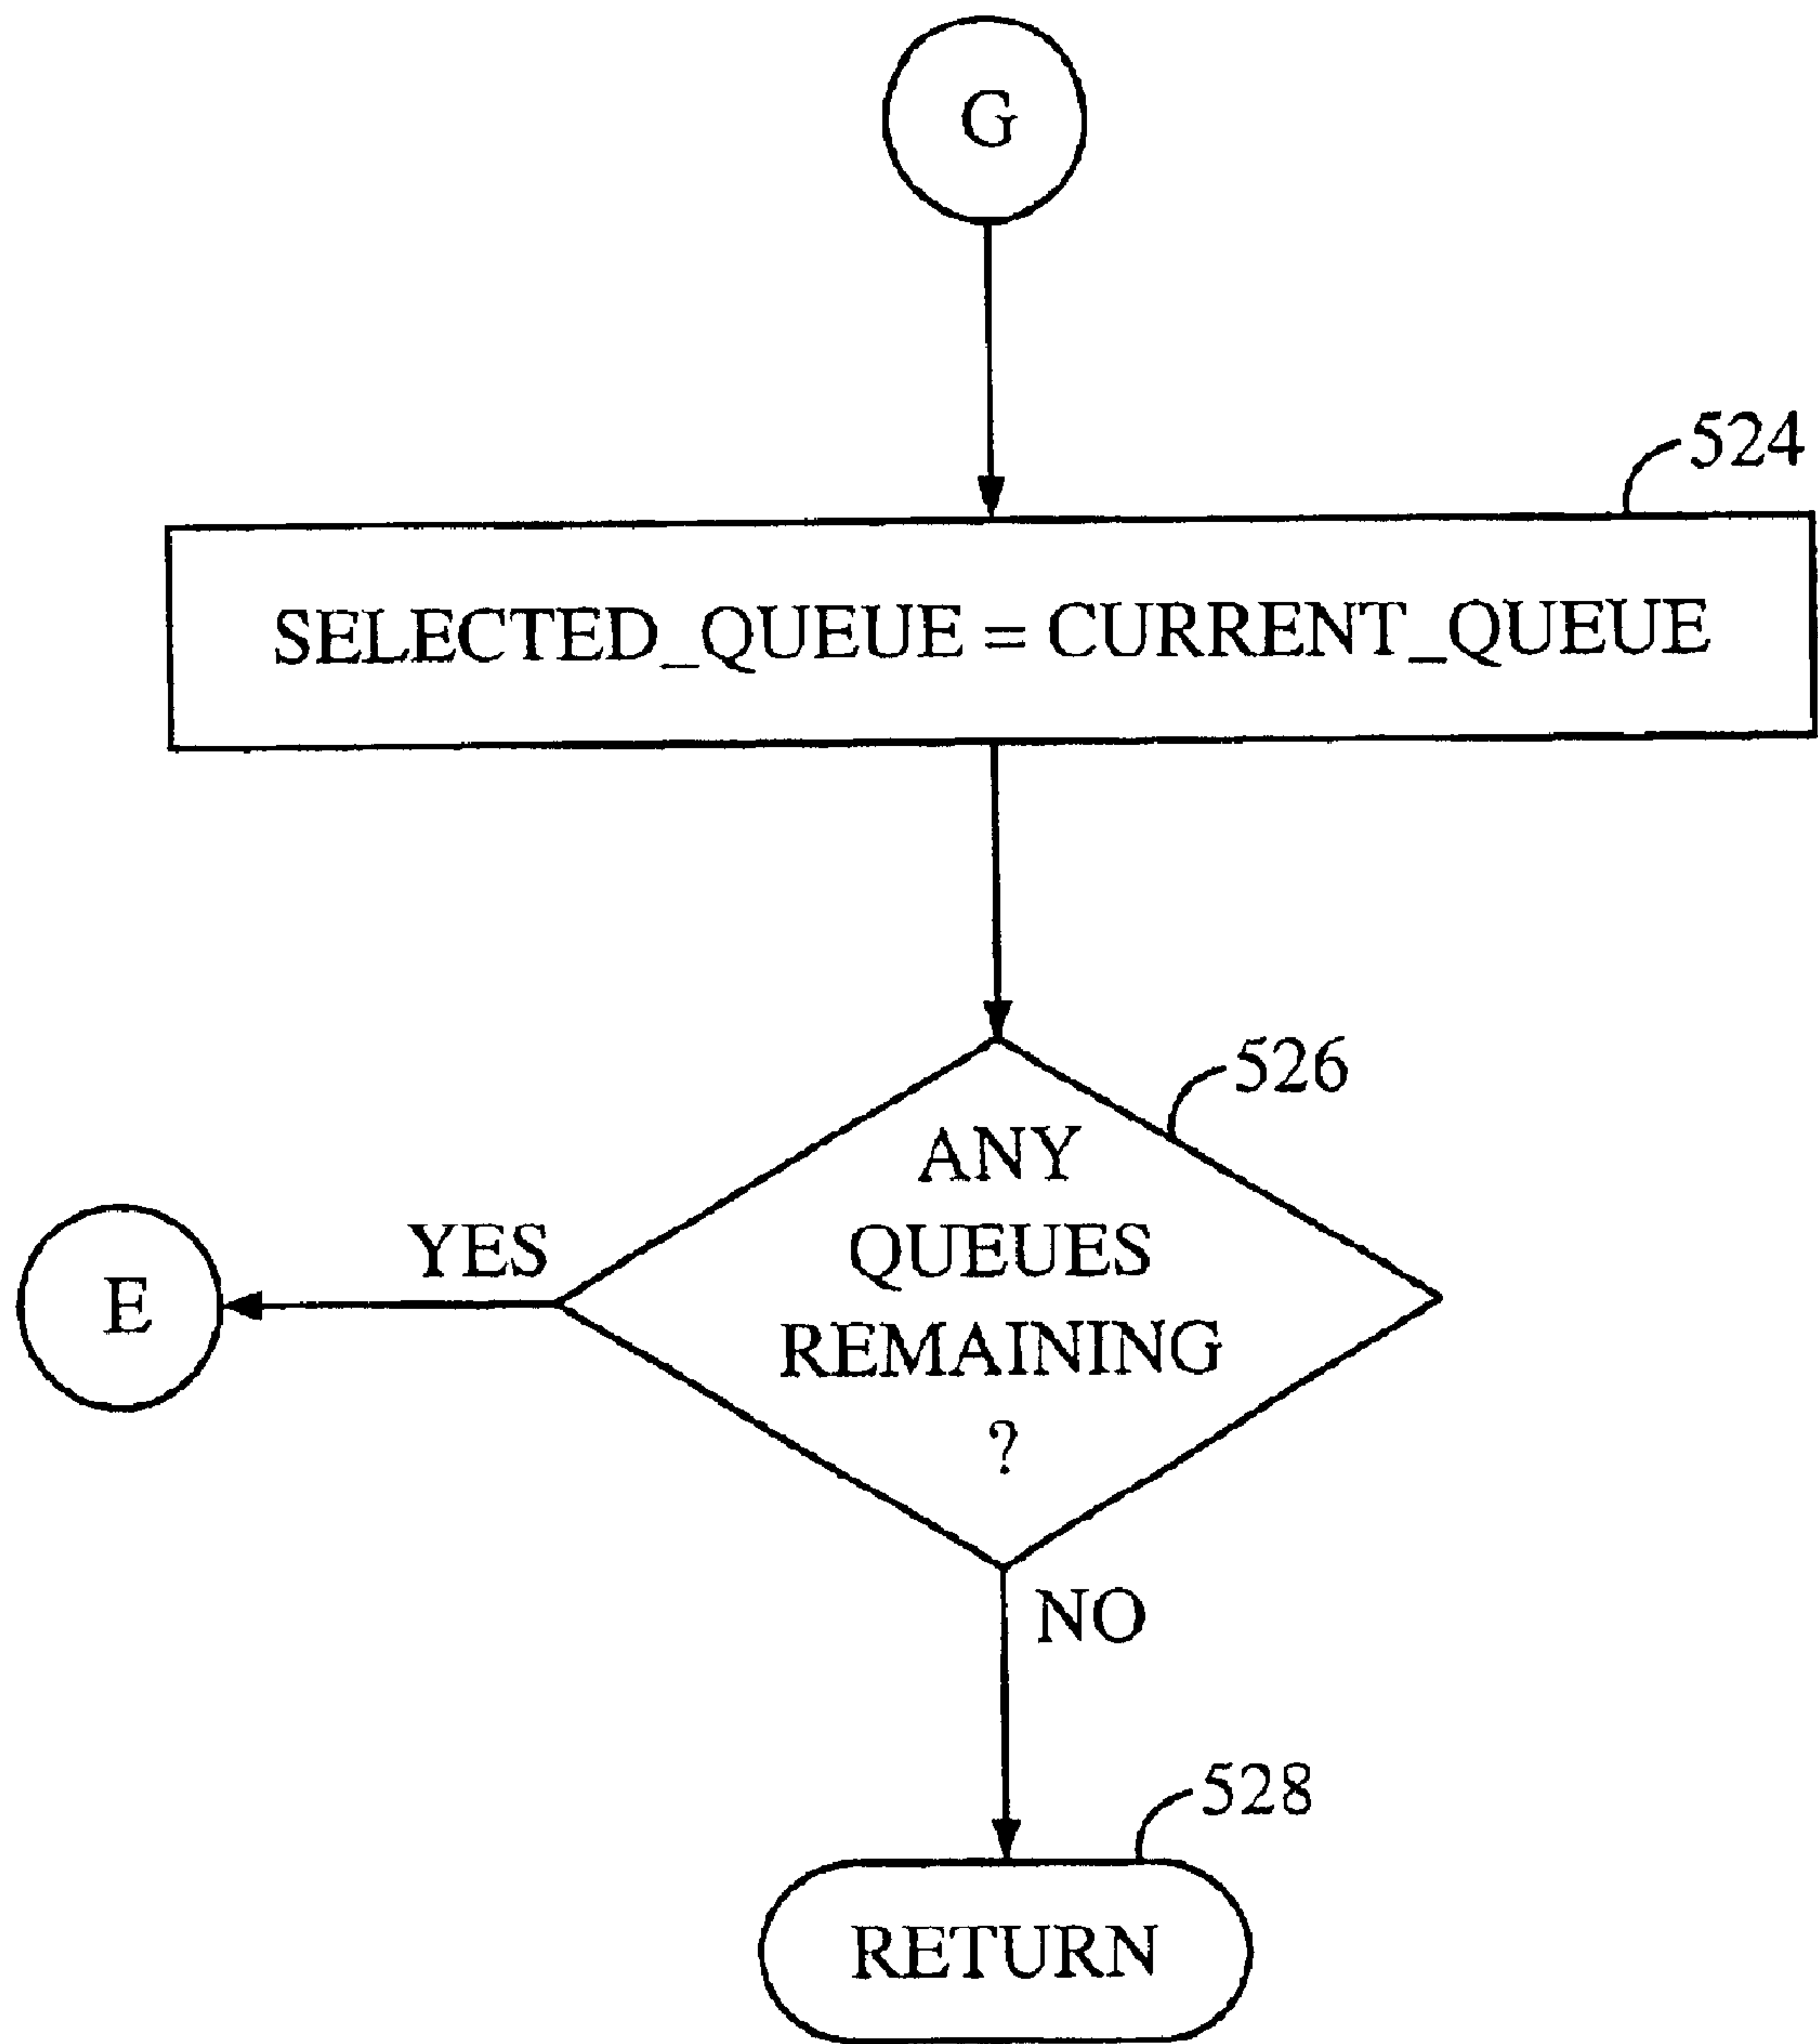 G
524
SELECTED_QUEUE = CURRENT_QUEUE
526
ANY
QUEUES
REMAINING
?
YES
E
NO
528
RETURN